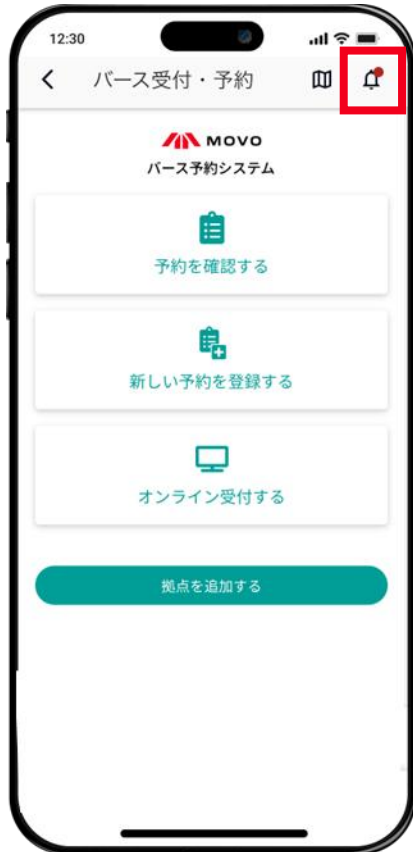 12:30
バース受付・予約
MOVO
バース予約システム
予約を確認する
新しい予約を登録する
オンライン受付する
拠点を追加する